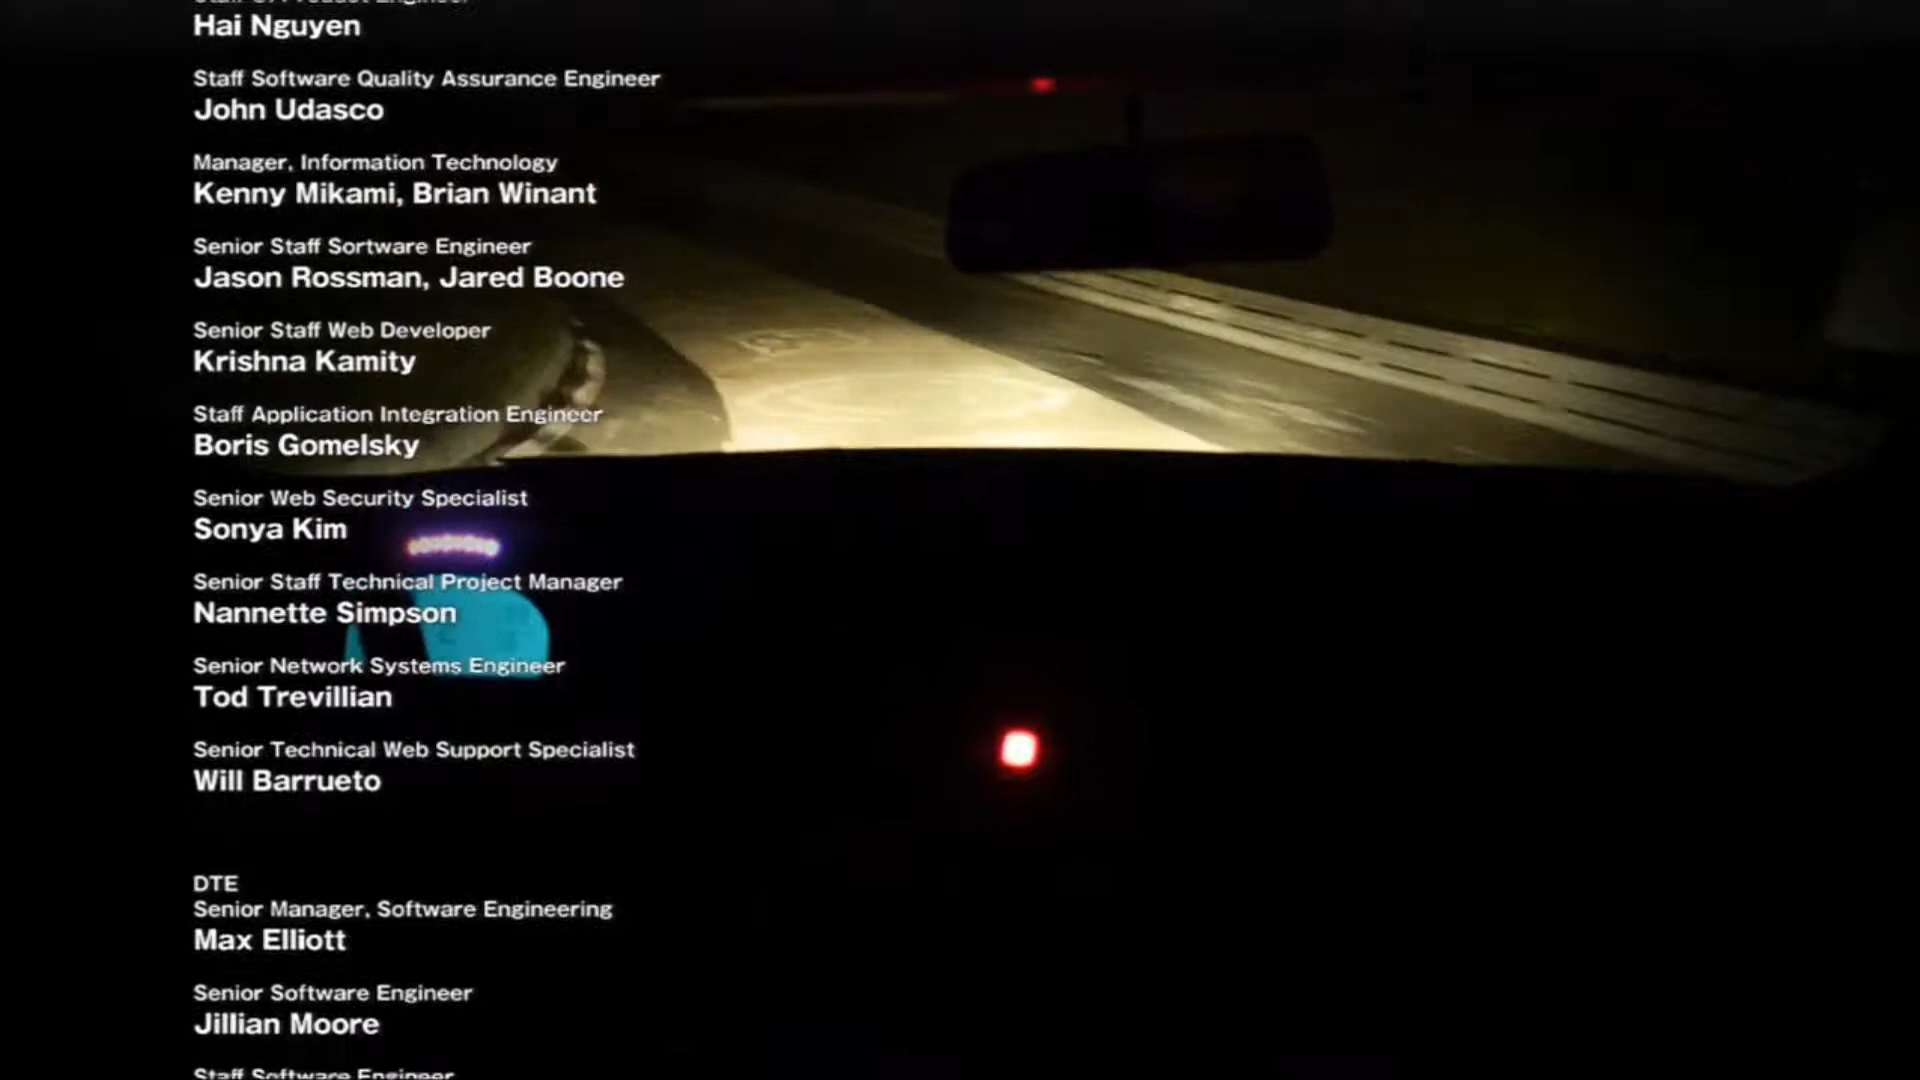 Hai Nguyen
Staff Software Quality Assurance Engineer
John Udasco
Manager, Information Technology
Kenny Mikami, Brian Winant
Senior Staff Sortware Engineer
Jason Rossman, Jared Boone
Senior Staff Web Developer
Krishna Kamity
Staff Application Integration Engineer
Boris Gomelsky
Senior Web Security Specialist
Sonya Kim
Senior Staff Technical Project Manager
Nannette Simpson
Senior Network Systems Engineer
Tod Trevillian
Senior Technical Web Support Specialist
Will Barrueto
DTE
Senior Manager, Software Engineering
Max Elliott
Senior Software Engineer
Jillian Moore
Staff Software Engineer